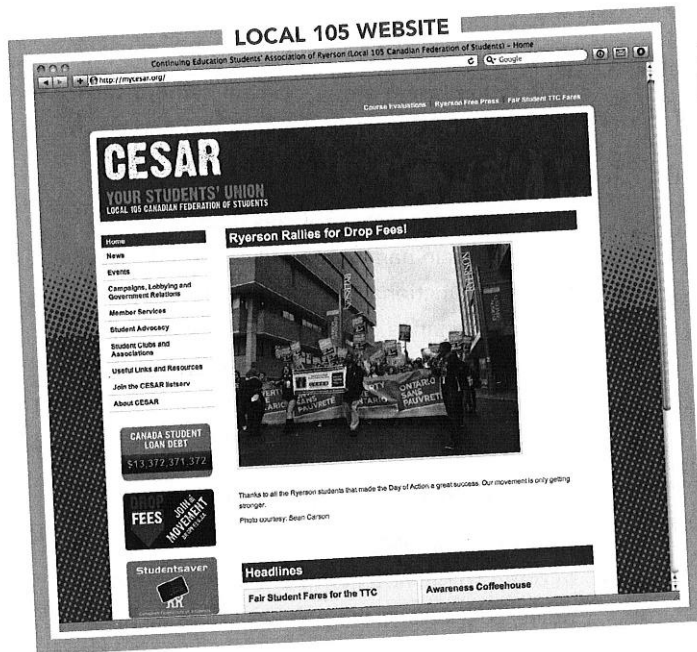 LOCAL 105 WEBSITE
Continuing Education Students' Association of Ryerson (Local 105 Canadian Federation of Students) – Home
http://mycesar.org/
Google
Course Evaluations Ryerson Free Press Fair Student TTC Fares
CESAR
YOUR STUDENTS' UNION
LOCAL 105 CANADIAN FEDERATION OF STUDENTS
Home
News
Events
Campaigns, Lobbying and
Government Relations
Member Services
Student Advocacy
Student Clubs and
Associations
Useful Links and Resources
Join the CESAR listserv
About CESAR
CANADA STUDENT
LOAN DEBT
$13,372,371,372
DROP
FEES
JOIN the
MOVEMENT
Studentsaver
Ryerson Rallies for Drop Fees!
RYERSON
ONTARIO
SANS
PAUVRETÉ
Thanks to all the Ryerson students that made the Day of Action a great success. Our movement is only getting
stronger.
Photo courtesy: Sean Carson
Headlines
Fair Student Fares for the TTC
Awareness Coffeehouse